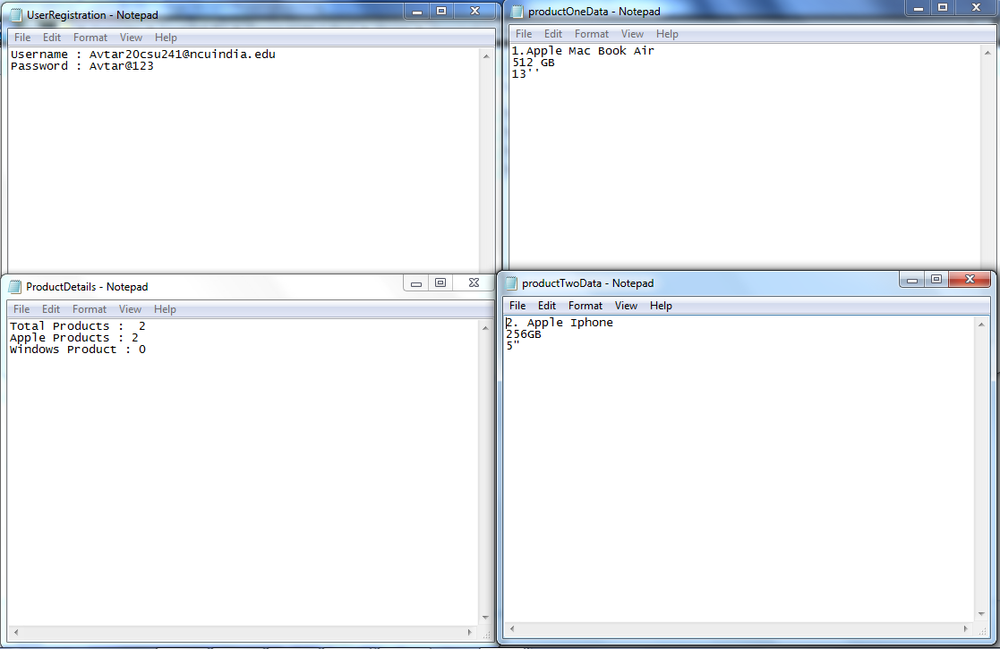 UserRegistration - Notepad
File Edit Format View Help
Username : Avtar20csu241@ncuindia.edu
Password : Avtar@123
productOneData - Notepad
File Edit Format View Help
1.Apple Mac Book Air
512 GB
13''
ProductDetails - Notepad
File Edit Format View Help
Total Products :  2
Apple Products : 2
Windows Product : 0
productTwoData - Notepad
File Edit Format View Help
2. Apple Iphone
256GB
5"